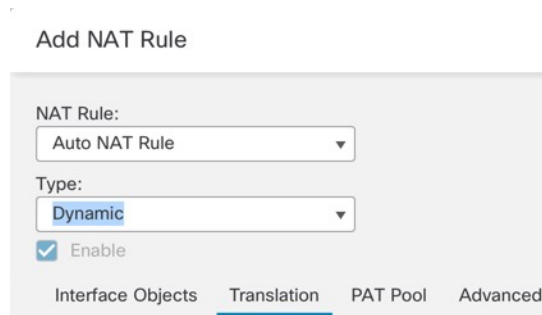 Add NAT Rule
NAT Rule:
Auto NAT Rule
Type:
Dynamic
Enable
Interface Objects Translation PAT Pool Advanced